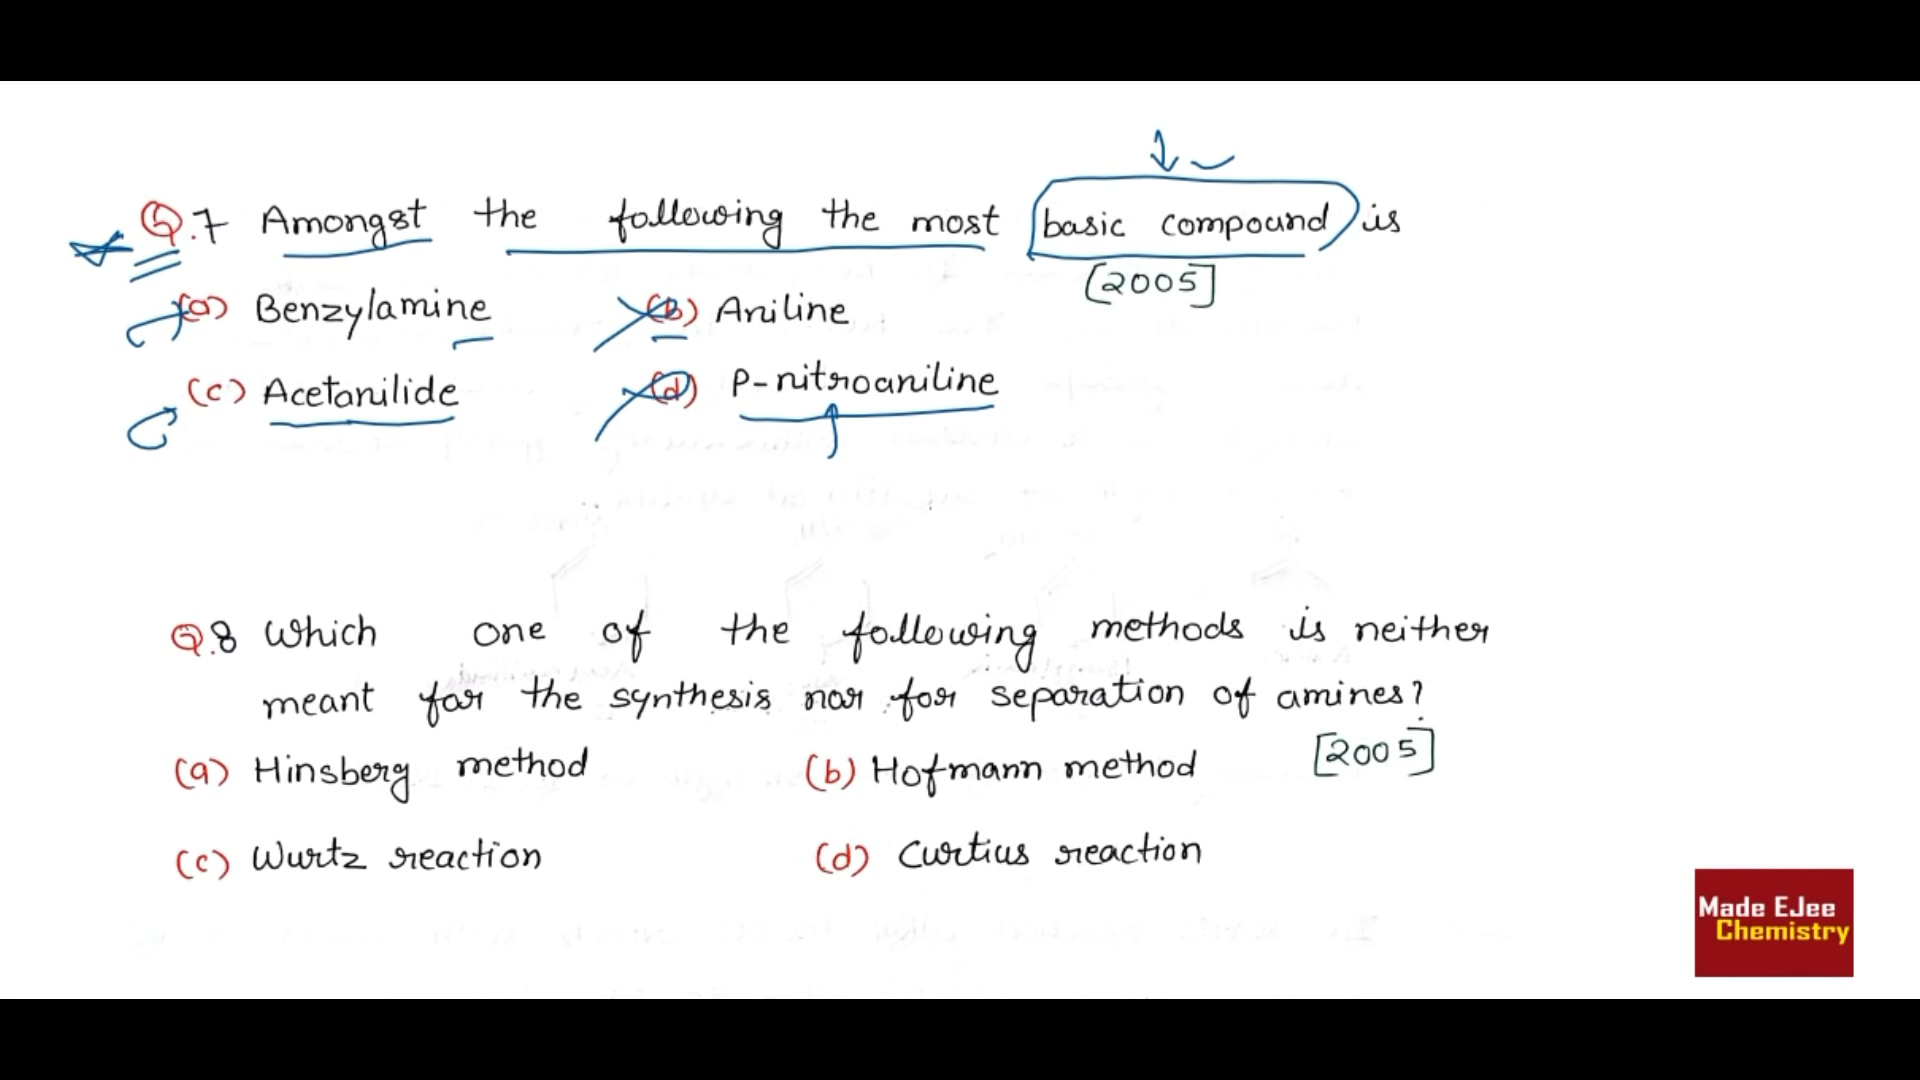 Q.7 Amongst the following the most basic compound is
[2005]
(a) Benzylamine (b) Aniline
(c) Acetanilide (d) P-nitroaniline
Q.8 Which one of the following methods is neither
meant for the synthesis nor for separation of amines?
[2005]
(a) Hinsberg method (b) Hofmann method
(c) Wurtz reaction (d) Curtius reaction
Made EJee
Chemistry